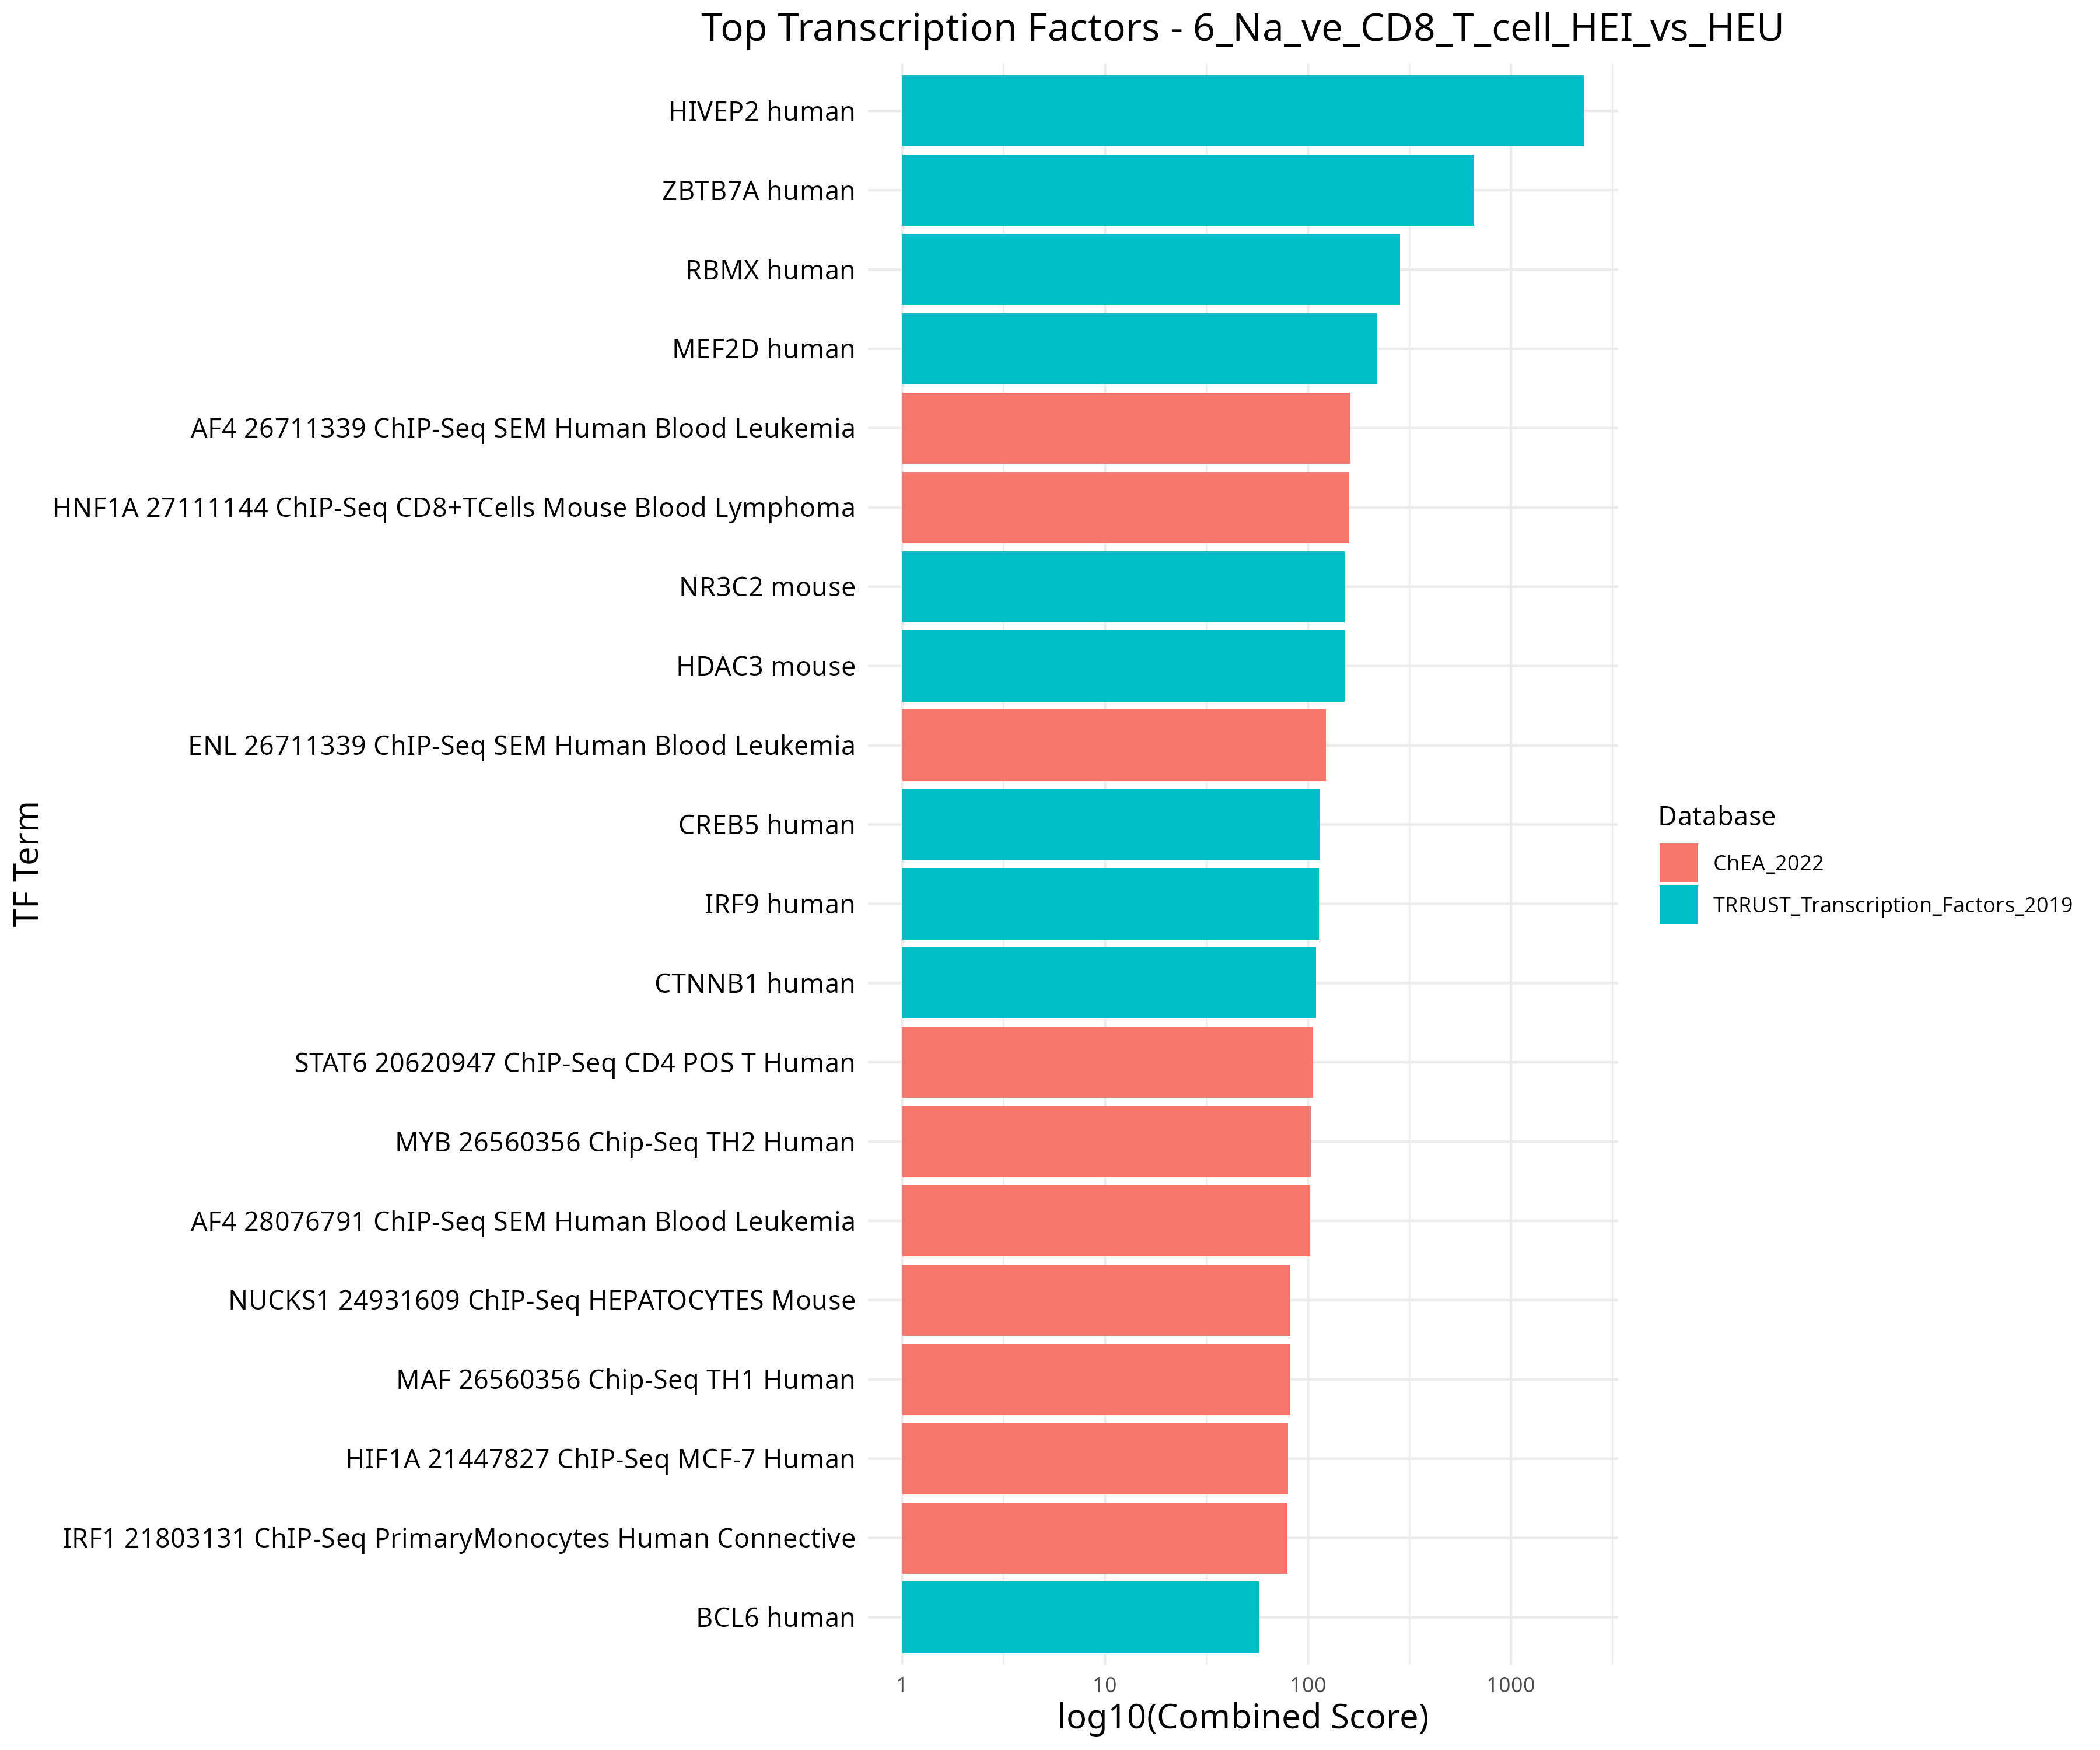 Top Transcription Factors - 6_Na_ve_CD8_T_cell_HEI_vs_HEU
HIVEP2 human
ZBTB7A human
RBMX human
MEF2D human
AF4 26711339 ChIP-Seq SEM Human Blood Leukemia
HNF1A 27111144 ChIP-Seq CD8+TCells Mouse Blood Lymphoma
NR3C2 mouse
HDAC3 mouse
ENL 26711339 ChIP-Seq SEM Human Blood Leukemia
CREB5 human
IRF9 human
CTNNB1 human
STAT6 20620947 ChIP-Seq CD4 POS T Human
MYB 26560356 Chip-Seq TH2 Human
AF4 28076791 ChIP-Seq SEM Human Blood Leukemia
NUCKS1 24931609 ChIP-Seq HEPATOCYTES Mouse
MAF 26560356 Chip-Seq TH1 Human
HIF1A 21447827 ChIP-Seq MCF-7 Human
IRF1 21803131 ChIP-Seq PrimaryMonocytes Human Connective
BCL6 human
TF Term
1 10 100 1000
log10(Combined Score)
Database
ChEA_2022
TRRUST_Transcription_Factors_2019